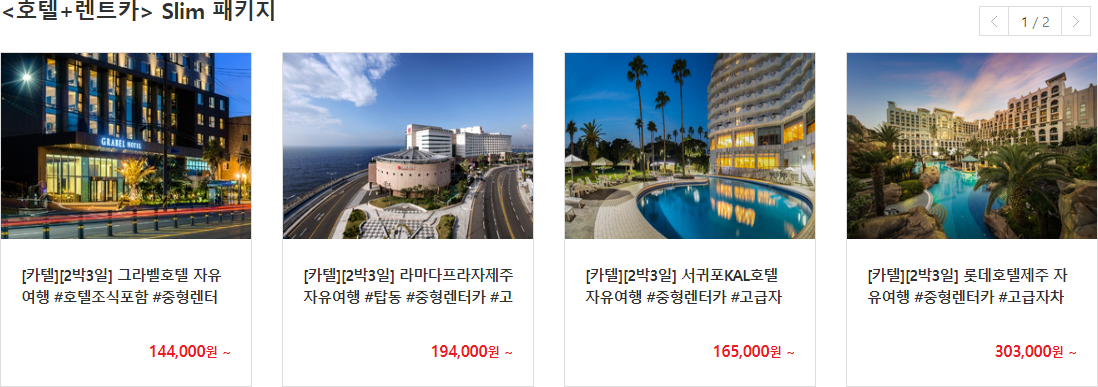 <호텔+렌트카> Slim 패키지
1 / 2
GRABEL HOTEL
[카텔][2박3일] 그라벨호텔 자유
여행 #호텔조식포함 #중형렌터
144,000원 ~
[카텔][2박3일] 라마다프라자제주
자유여행 #탑동 #중형렌터카 #고
194,000원 ~
[카텔][2박3일] 서귀포KAL호텔
자유여행 #중형렌터카 #고급자
165,000원 ~
[카텔][2박3일] 롯데호텔제주 자
유여행 #중형렌터카 #고급자차
303,000원 ~